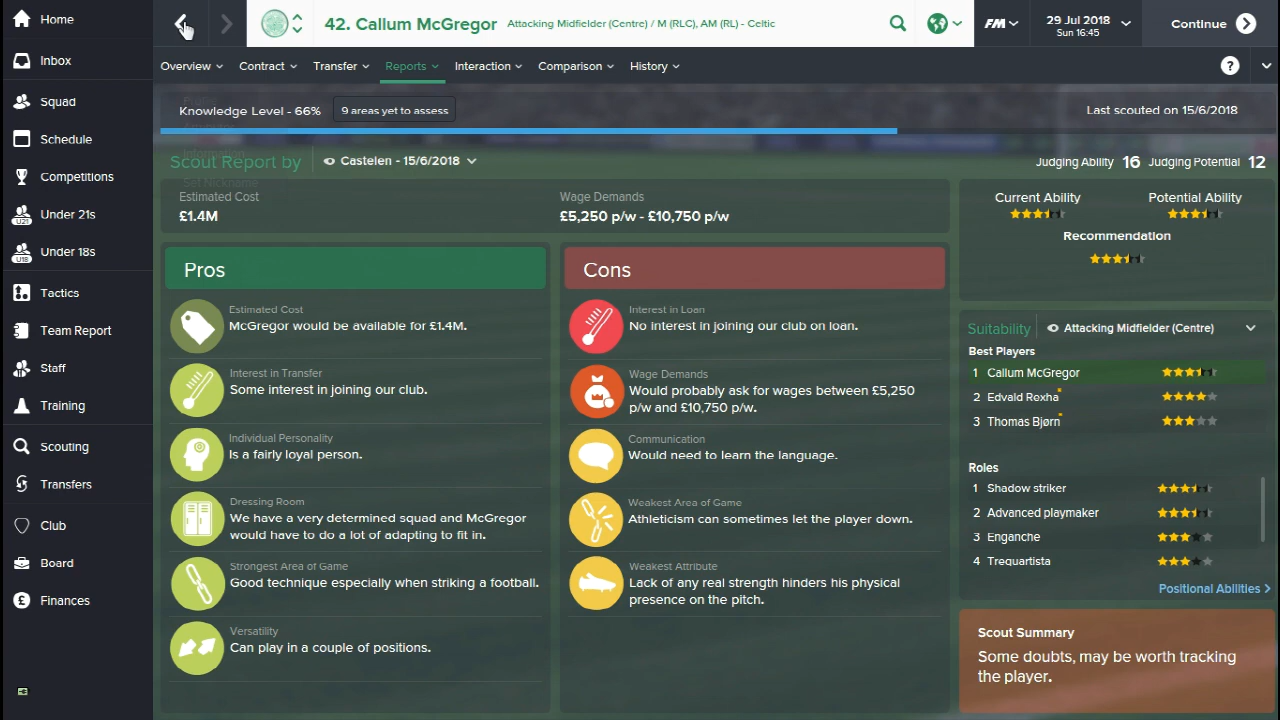 Home
Inbox
Squad
Schedule
Competitions
Under 21s
Under 18s
Tactics
Team Report
Staff
Training
Scouting
Transfers
Club
Board
Finances
42. Callum McGregor
Attacking Midfielder (Centre) / M (RLC), AM (RL) - Celtic
FM
29 Jul 2018
Sun 16:45
Continue
Overview
Contract
Transfer
Reports
Interaction
Comparison
History
?
Knowledge Level - 66%
9 areas yet to assess
Last scouted on 15/6/2018
Scout Report by
Castelen - 15/6/2018
Judging Ability 16 Judging Potential 12
Estimated Cost
£1.4M
Wage Demands
£5,250 p/w - £10,750 p/w
Pros
Estimated Cost
McGregor would be available for £1.4M.
Interest in Transfer
Some interest in joining our club.
Individual Personality
Is a fairly loyal person.
Dressing Room
We have a very determined squad and McGregor
would have to do a lot of adapting to fit in.
Strongest Area of Game
Good technique especially when striking a football.
Versatility
Can play in a couple of positions.
Cons
Interest in Loan
No interest in joining our club on loan.
Wage Demands
Would probably ask for wages between £5,250
p/w and £10,750 p/w.
Communication
Would need to learn the language.
Weakest Area of Game
Athleticism can sometimes let the player down.
Weakest Attribute
Lack of any real strength hinders his physical
presence on the pitch.
Current Ability
Potential Ability
Recommendation
Suitability
Attacking Midfielder (Centre)
Best Players
1 Callum McGregor
2 Edvald Rexha
3 Thomas Bjørn
Roles
1 Shadow striker
2 Advanced playmaker
3 Enganche
4 Trequartista
Positional Abilities >
Scout Summary
Some doubts, may be worth tracking
the player.